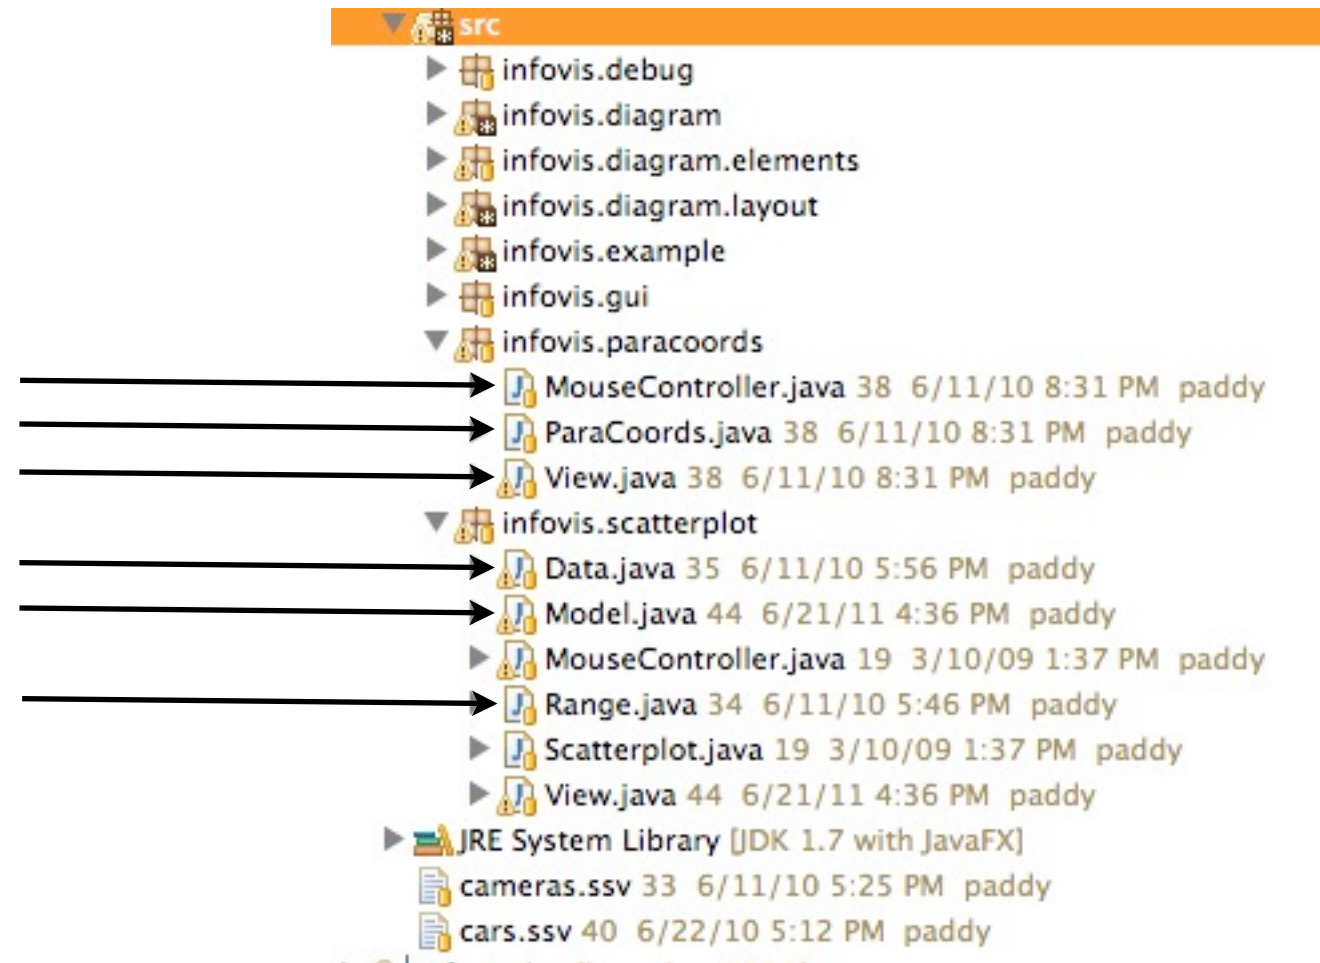 src
infovis.debug
infovis.diagram
infovis.diagram.elements
infovis.diagram.layout
infovis.example
infovis.gui
infovis.paracoords
MouseController.java 38 6/11/10 8:31 PM paddy
ParaCoords.java 38 6/11/10 8:31 PM paddy
View.java 38 6/11/10 8:31 PM paddy
infovis.scatterplot
Data.java 35 6/11/10 5:56 PM paddy
Model.java 44 6/21/11 4:36 PM paddy
MouseController.java 19 3/10/09 1:37 PM paddy
Range.java 34 6/11/10 5:46 PM paddy
Scatterplot.java 19 3/10/09 1:37 PM paddy
View.java 44 6/21/11 4:36 PM paddy
JRE System Library [JDK 1.7 with JavaFX]
cameras.ssv 33 6/11/10 5:25 PM paddy
cars.ssv 40 6/22/10 5:12 PM paddy